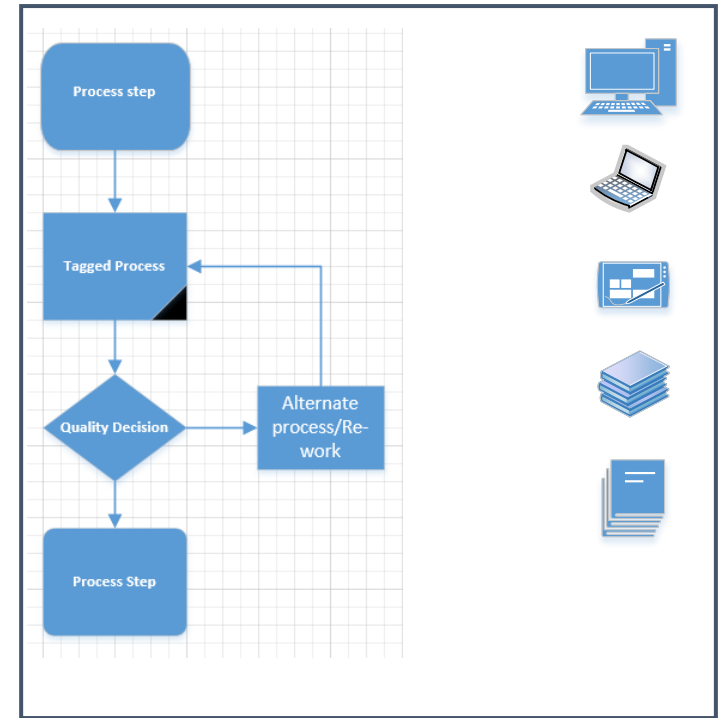 Process step
Tagged Process
Quality Decision
Alternate
process/Re-
work
Process Step